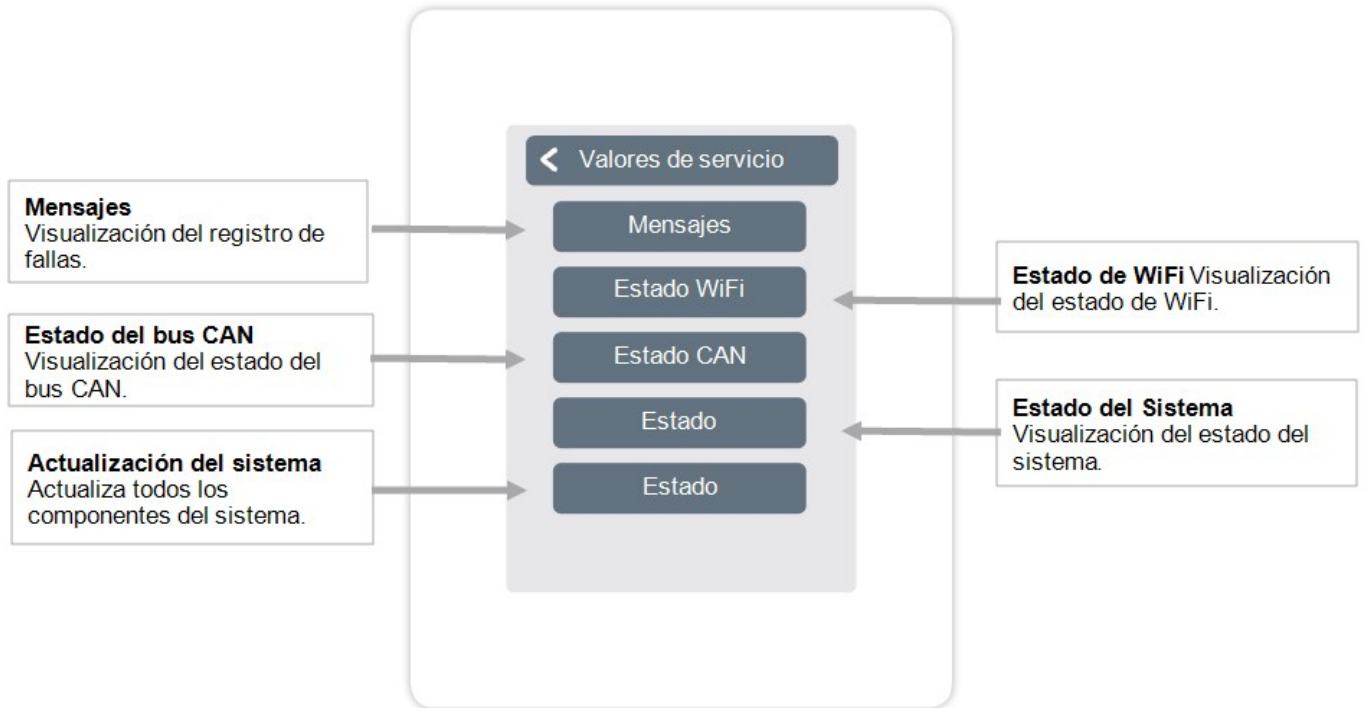 Valores de servicio
Mensajes
Estado WiFi
Estado CAN
Estado
Estado
Mensajes
Visualización del registro de
fallas.
Estado del bus CAN
Visualización del estado del
bus CAN.
Actualización del sistema
Actualiza todos los
componentes del sistema.
Estado de WiFi Visualización
del estado de WiFi.
Estado del Sistema
Visualización del estado del
sistema.